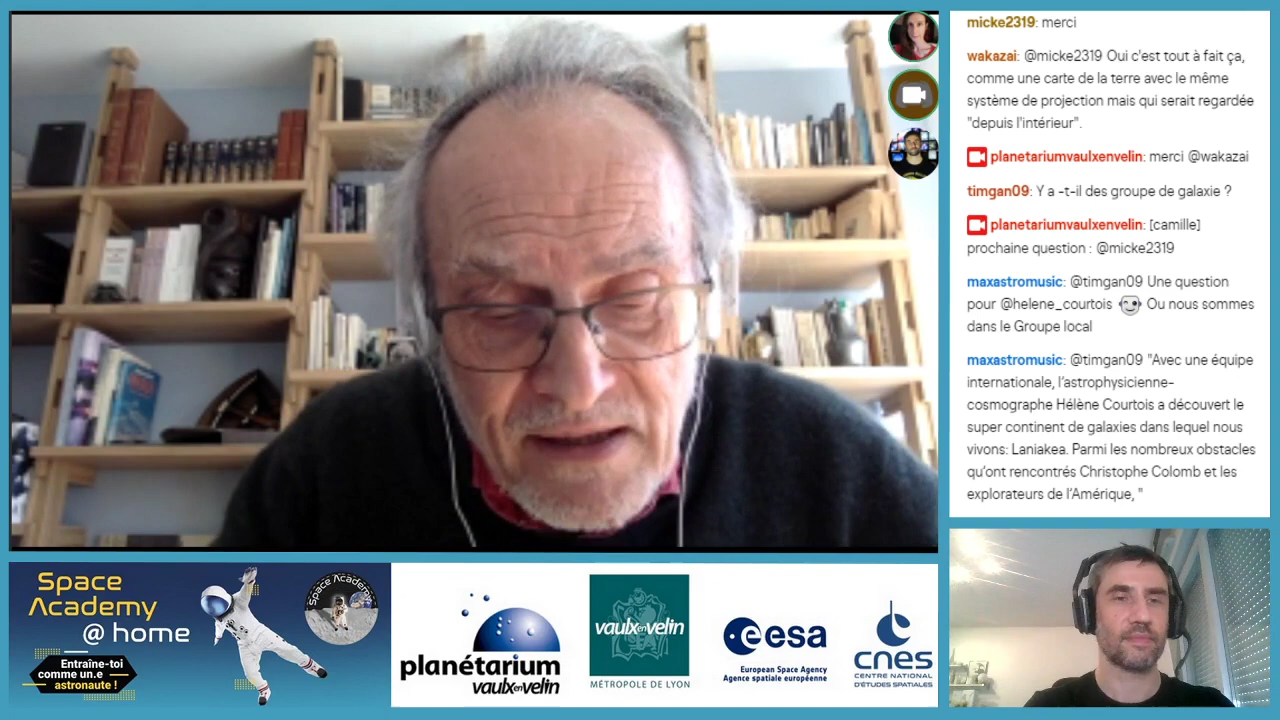 micke2319: merci
wakazai: @micke2319 Oui c'est tout à fait ça,
comme une carte de la terre avec le même
système de projection mais qui serait regardée
"depuis l'intérieur".
planetariumvaulxenvelin: merci @wakazai
timgan09: Y a -t-il des groupe de galaxie ?
planetariumvaulxenvelin: [camille]
prochaine question : @micke2319
maxastromusic: @timgan09 Une question
pour @helene_courtois Ou nous sommes
dans le Groupe local
maxastromusic: @timgan09 "Avec une équipe
internationale, l’astrophysicienne-
cosmographe Hélène Courtois a découvert le
super continent de galaxies dans lequel nous
vivons: Laniakea. Parmi les nombreux obstacles
qu’ont rencontrés Christophe Colomb et les
explorateurs de l’Amérique, "
Space
Academy
@ home
Entraîne-toi
comme un.e
astronaute !
Space Academy
planétarium
vaulxenvelin
vaulxenvelin
MÉTROPOLE DE LYON
esa
European Space Agency
Agence spatiale européenne
cnes
CENTRE NATIONAL
D'ÉTUDES SPATIALES